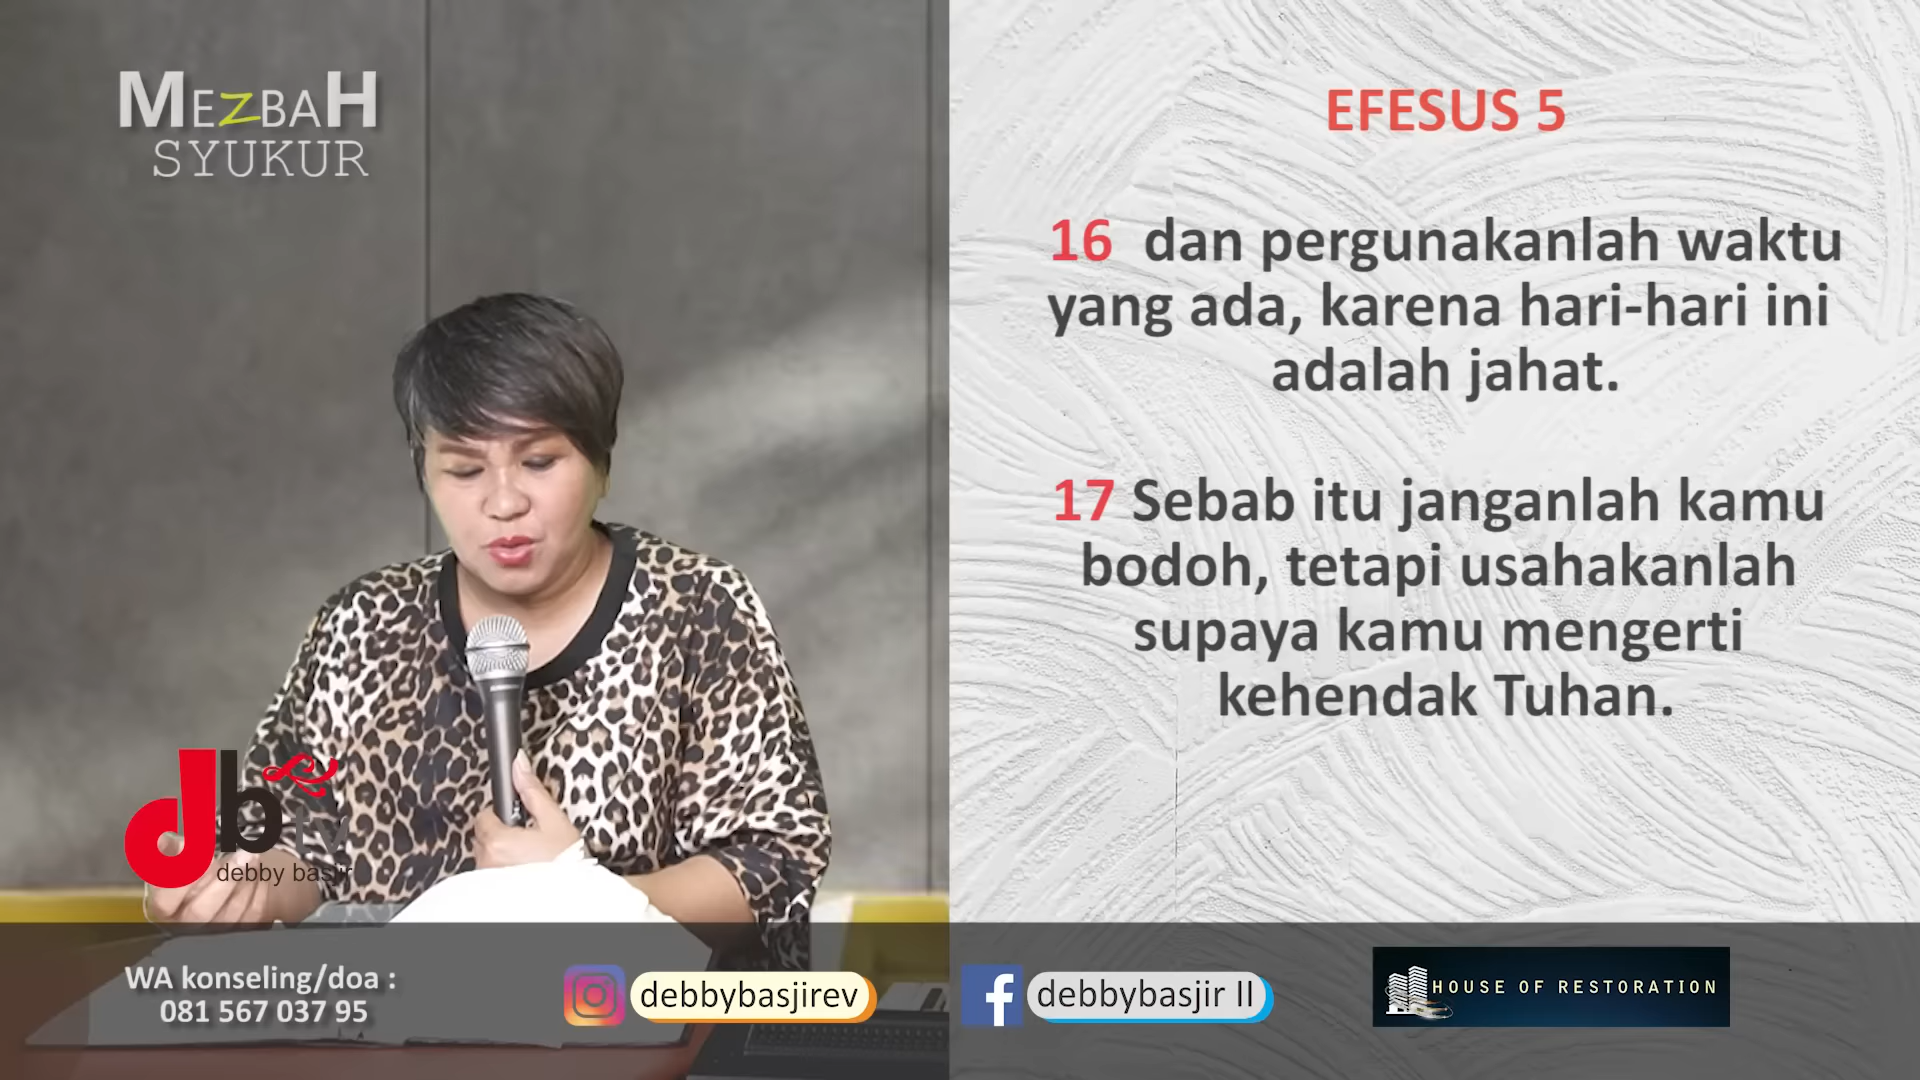 MEZBAH
SYUKUR
EFESUS 5
16 dan pergunakanlah waktu
yang ada, karena hari-hari ini
adalah jahat.
17 Sebab itu janganlah kamu
bodoh, tetapi usahakanlah
supaya kamu mengerti
kehendak Tuhan.
db tv
debby basjir
WA konseling/doa :
081 567 037 95
debbybasjirev
debbybasjir II
HOUSE OF RESTORATION